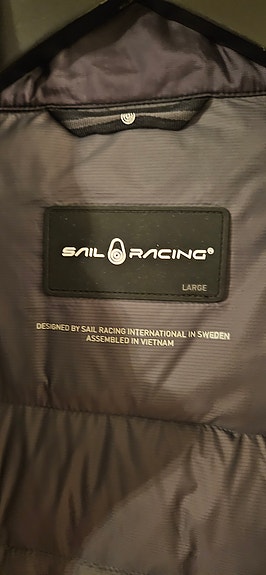 SAIL RACING®
LARGE
DESIGNED BY SAIL RACING INTERNATIONAL IN SWEDEN
ASSEMBLED IN VIETNAM